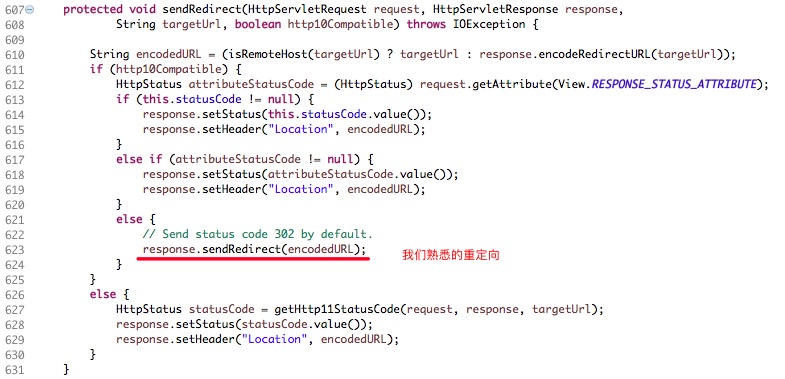 607 protected void sendRedirect(HttpServletRequest request, HttpServletResponse response,
608 String targetUrl, boolean http10Compatible) throws IOException {
609
610 String encodedURL = (isRemoteHost(targetUrl) ? targetUrl : response.encodeRedirectURL(targetUrl));
611 if (http10Compatible) {
612 HttpStatus attributeStatusCode = (HttpStatus) request.getAttribute(View.RESPONSE_STATUS_ATTRIBUTE);
613 if (this.statusCode != null) {
614 response.setStatus(this.statusCode.value());
615 response.setHeader("Location", encodedURL);
616 }
617 else if (attributeStatusCode != null) {
618 response.setStatus(attributeStatusCode.value());
619 response.setHeader("Location", encodedURL);
620 }
621 else {
622 // Send status code 302 by default.
623 response.sendRedirect(encodedURL); 我们熟悉的重定向
624 }
625 }
626 else {
627 HttpStatus statusCode = getHttp11StatusCode(request, response, targetUrl);
628 response.setStatus(statusCode.value());
629 response.setHeader("Location", encodedURL);
630 }
631 }